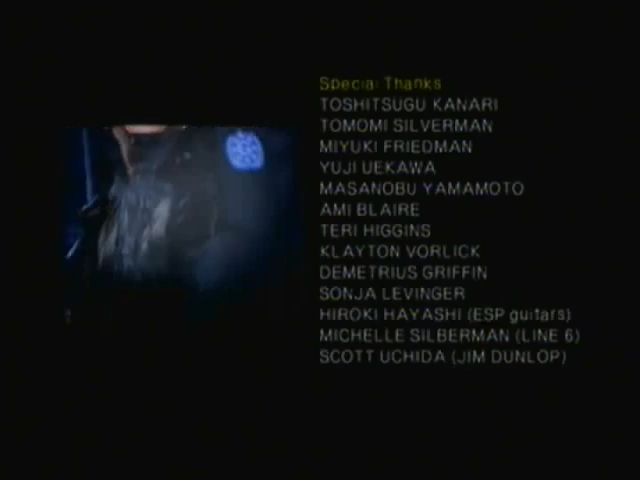 Special Thanks
TOSHITSUGU KANARI
TOMOMI SILVERMAN
MIYUKI FRIEDMAN
YUJI UEKAWA
MASANOBU YAMAMOTO
AMI BLAIRE
TERI HIGGINS
KLAYTON VORLICK
DEMETRIUS GRIFFIN
SONJA LEVINGER
HIROKI HAYASHI (ESP guitars)
MICHELLE SILBERMAN (LINE 6)
SCOTT UCHIDA (JIM DUNLOP)